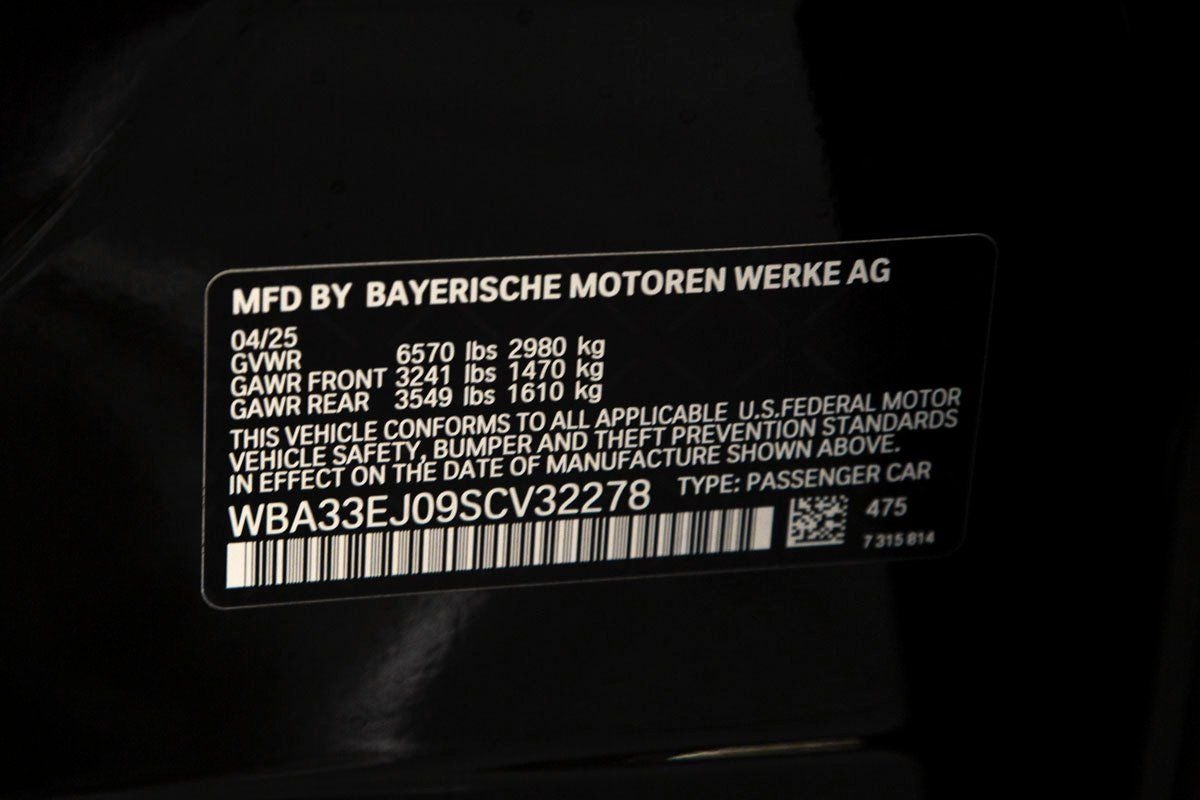 MFD BY BAYERISCHE MOTOREN WERKE AG
04/25
GVWR 6570 lbs 2980 kg
GAWR FRONT 3241 lbs 1470 kg
GAWR REAR 3549 lbs 1610 kg
THIS VEHICLE CONFORMS TO ALL APPLICABLE U.S.FEDERAL MOTOR
VEHICLE SAFETY, BUMPER AND THEFT PREVENTION STANDARDS
IN EFFECT ON THE DATE OF MANUFACTURE SHOWN ABOVE.
WBA33EJ09SCV32278 TYPE: PASSENGER CAR
475
7 315 814